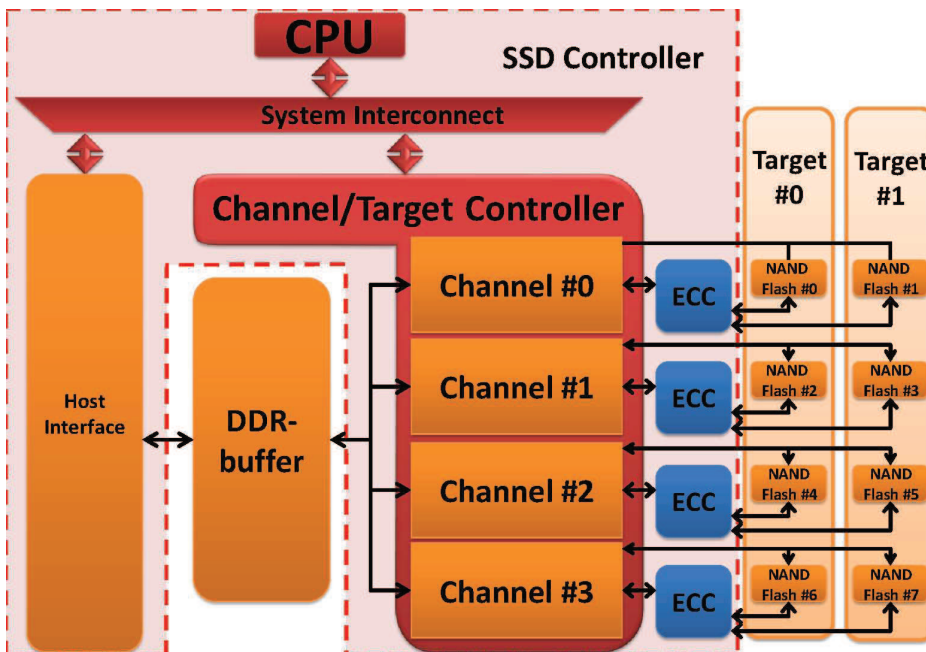 CPU
SSD Controller
System Interconnect
Target
#0
Target
#1
Channel/Target Controller
Host
Interface
DDR-
buffer
Channel #0
ECC
NAND
Flash #0
NAND
Flash #1
Channel #1
ECC
NAND
Flash #2
NAND
Flash #3
Channel #2
ECC
NAND
Flash #4
NAND
Flash #5
Channel #3
ECC
NAND
Flash #6
NAND
Flash #7